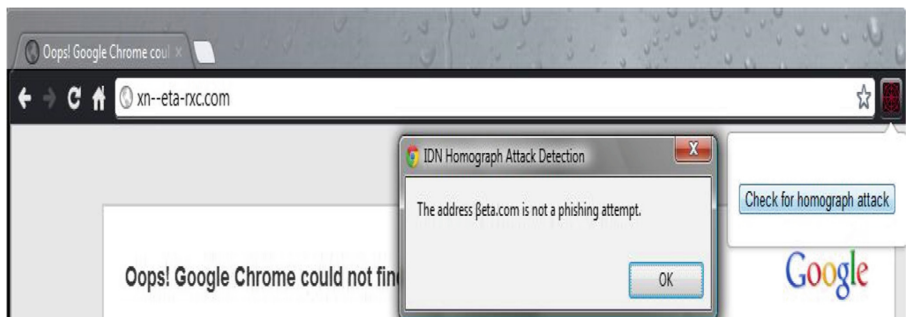 Oops! Google Chrome coul
xn--eta-rxc.com
IDN Homograph Attack Detection
The address βeta.com is not a phishing attempt.
OK
Check for homograph attack
Oops! Google Chrome could not fin
Google